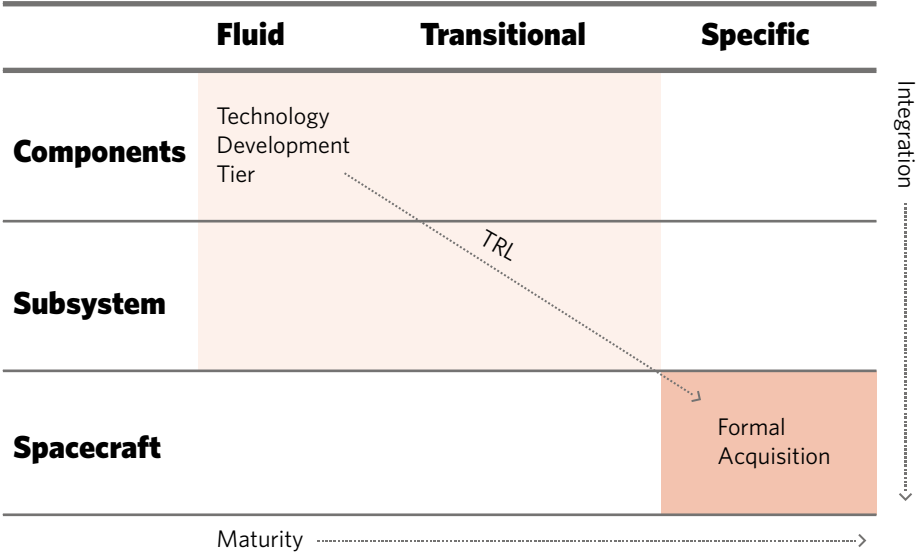 Fluid Transitional Specific
Components
Technology
Development
Tier
Integration
TRL
Subsystem
Spacecraft
Formal
Acquisition
Maturity